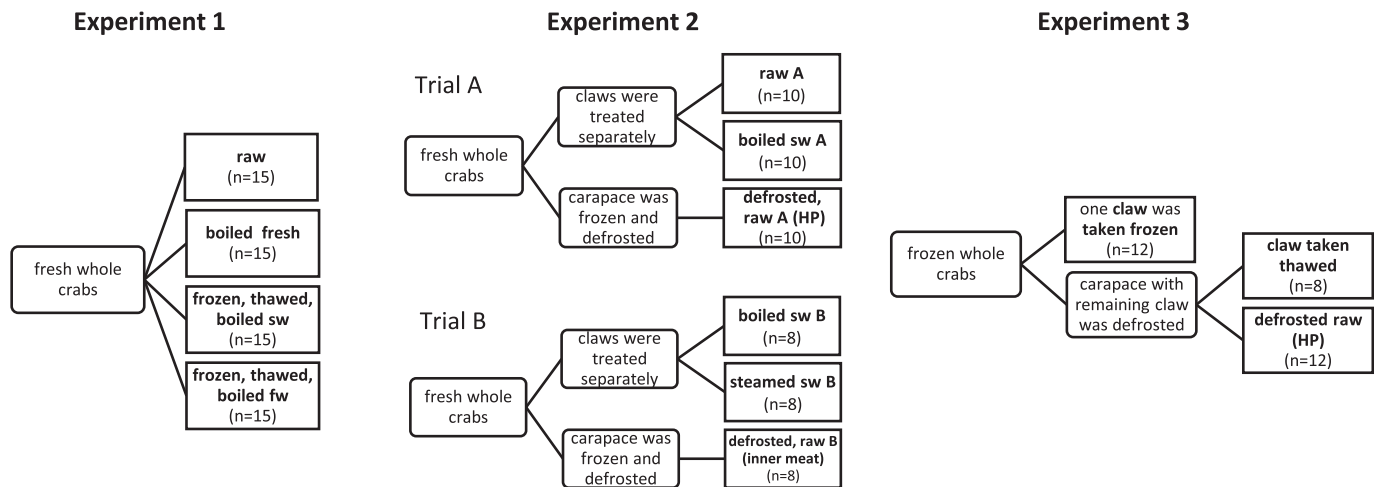 Experiment 1
fresh whole
crabs
raw
(n=15)
boiled fresh
(n=15)
frozen, thawed,
boiled sw
(n=15)
frozen, thawed,
boiled fw
(n=15)
Experiment 2
Trial A
fresh whole
crabs
claws were
treated
separately
raw A
(n=10)
boiled sw A
(n=10)
carapace was
frozen and
defrosted
defrosted,
raw A (HP)
(n=10)
Trial B
fresh whole
crabs
claws were
treated
separately
boiled sw B
(n=8)
steamed sw B
(n=8)
carapace was
frozen and
defrosted
defrosted, raw B
(inner meat)
(n=8)
Experiment 3
frozen whole
crabs
one claw was
taken frozen
(n=12)
carapace with
remaining claw
was defrosted
claw taken
thawed
(n=8)
defrosted raw
(HP)
(n=12)